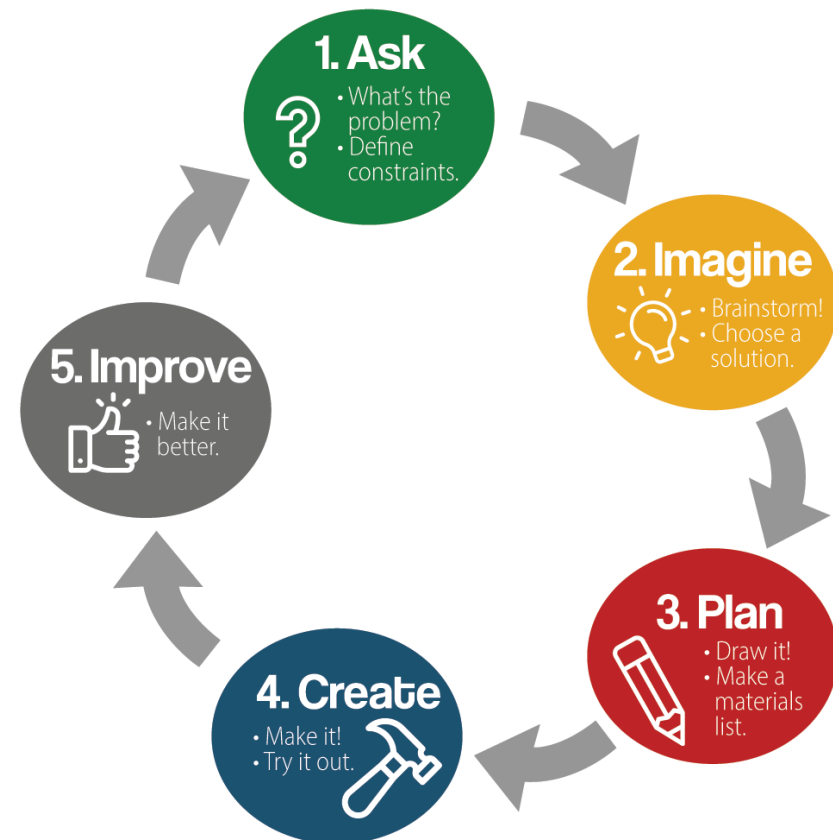 1. Ask
• What's the
problem?
• Define
constraints.
2. Imagine
• Brainstorm!
• Choose a
solution.
3. Plan
• Draw it!
• Make a
materials
list.
4. Create
• Make it!
• Try it out.
5. Improve
• Make it
better.